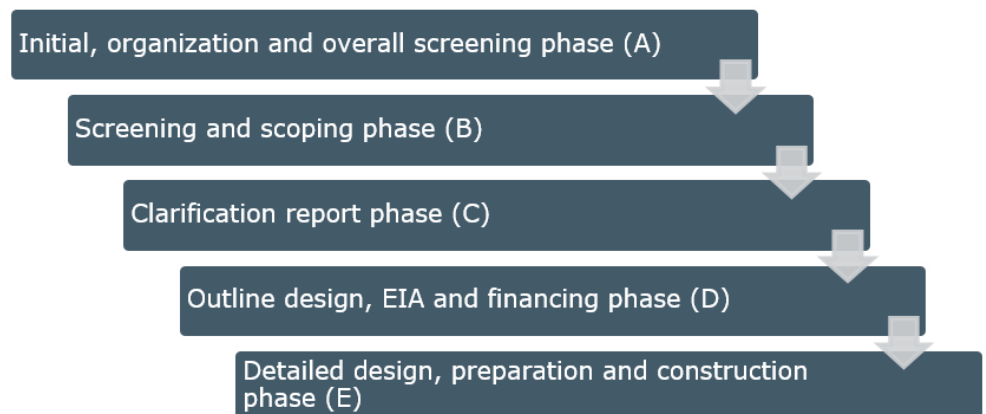 Initial, organization and overall screening phase (A)
Screening and scoping phase (B)
Clarification report phase (C)
Outline design, EIA and financing phase (D)
Detailed design, preparation and construction
phase (E)